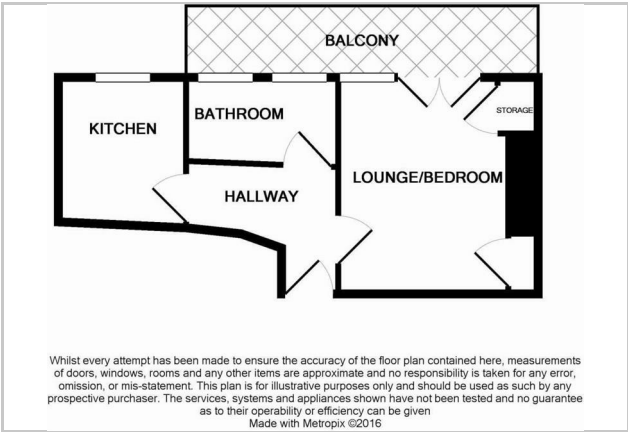 BALCONY
KITCHEN
BATHROOM
STORAGE
LOUNGE/BEDROOM
HALLWAY
Whilst every attempt has been made to ensure the accuracy of the floor plan contained here, measurements
of doors, windows, rooms and any other items are approximate and no responsibility is taken for any error,
omission, or mis-statement. This plan is for illustrative purposes only and should be used as such by any
prospective purchaser. The services, systems and appliances shown have not been tested and no guarantee
as to their operability or efficiency can be given
Made with Metropix ©2016